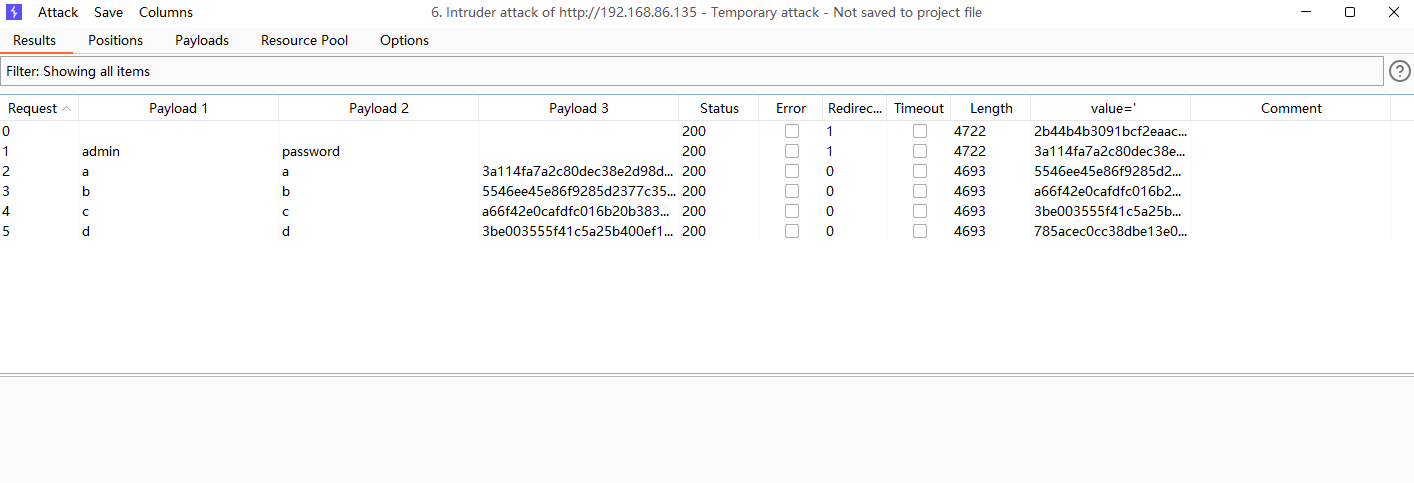 Attack Save Columns 6. Intruder attack of http://192.168.86.135 - Temporary attack - Not saved to project file
Results Positions Payloads Resource Pool Options
Filter: Showing all items ?
Request Payload 1 Payload 2 Payload 3 Status Error Redirec... Timeout Length value=' Comment
0 200 1 4722 2b44b4b3091bcf2eaac...
1 admin password 200 1 4722 3a114fa7a2c80dec38e...
2 a a 3a114fa7a2c80dec38e2d98d... 200 0 4693 5546ee45e86f9285d2...
3 b b 5546ee45e86f9285d2377c35... 200 0 4693 a66f42e0cafdfc016b2...
4 c c a66f42e0cafdfc016b20b383... 200 0 4693 3be003555f41c5a25b...
5 d d 3be003555f41c5a25b400ef1... 200 0 4693 785acec0cc38dbe13e0...